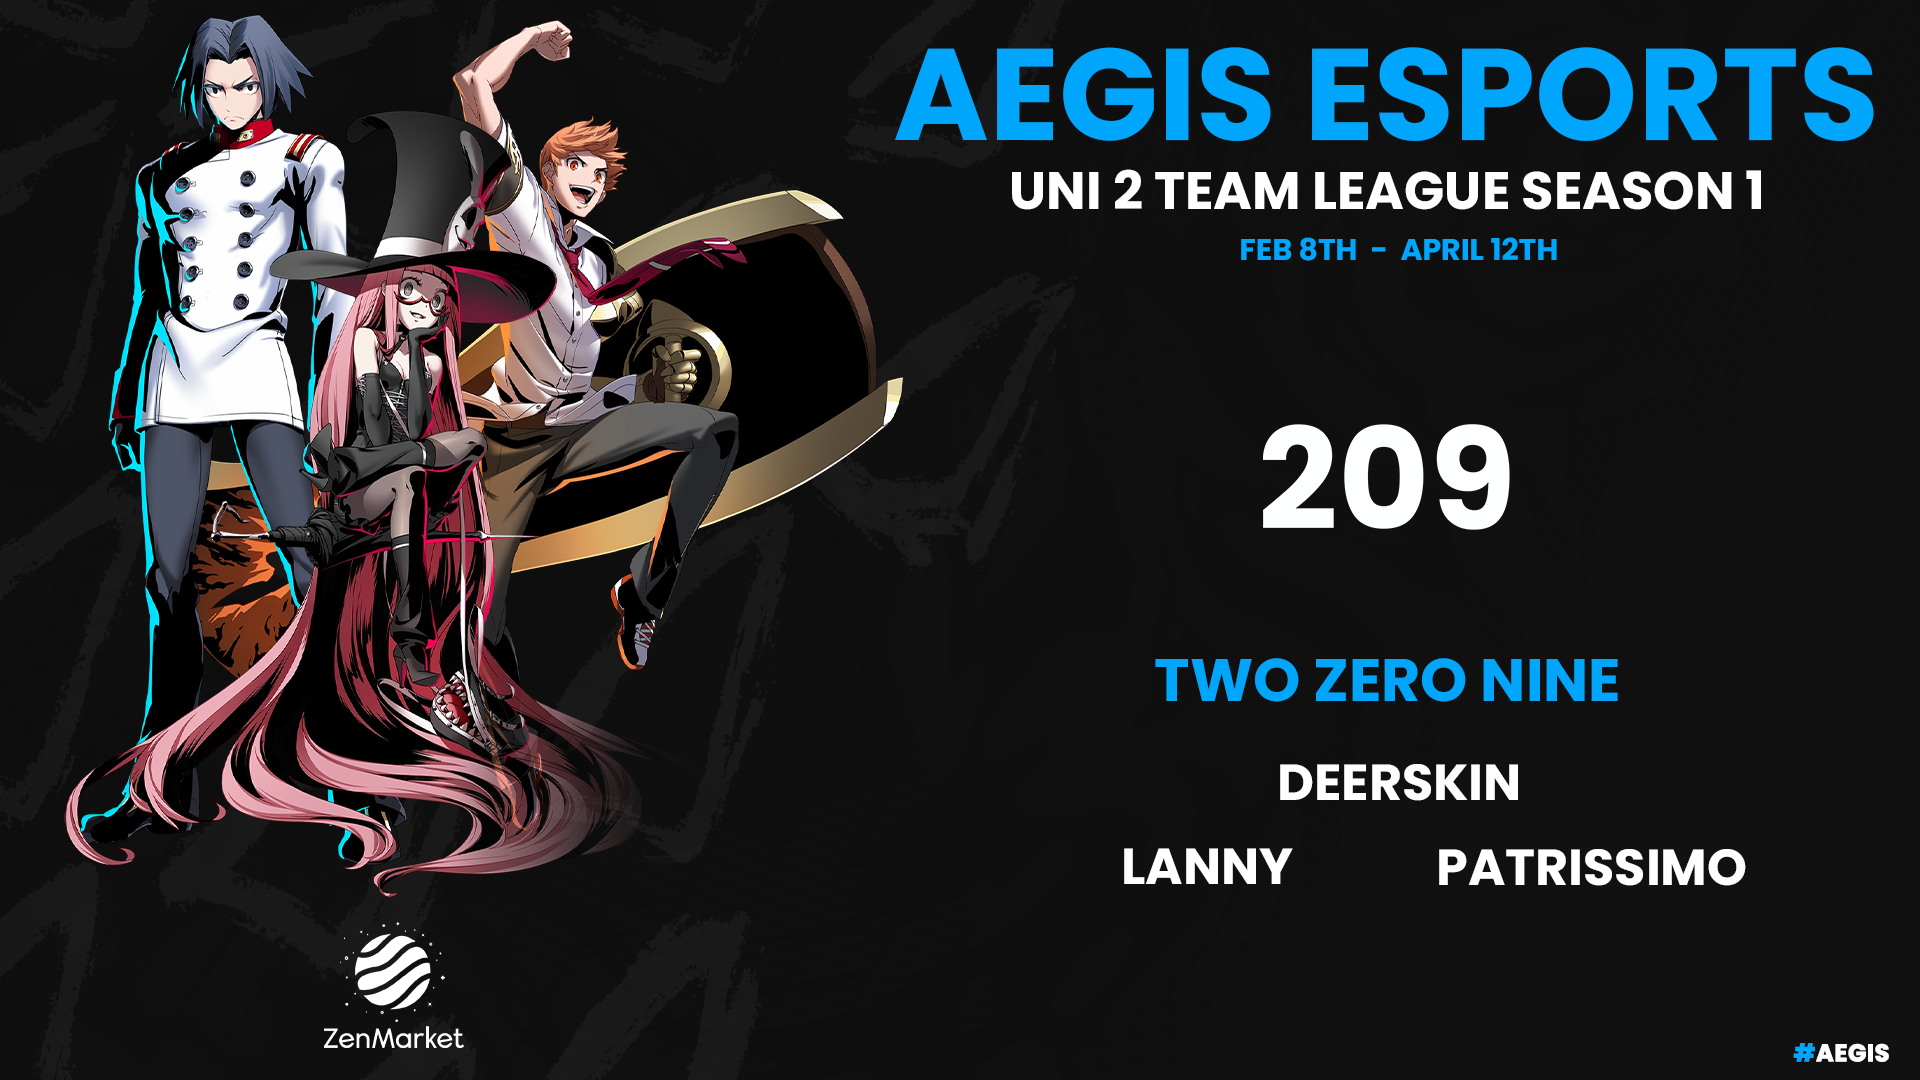 AEGIS ESPORTS
UNI 2 TEAM LEAGUE SEASON 1
FEB 8TH - APRIL 12TH
209
TWO ZERO NINE
DEERSKIN
LANNY PATRISSIMO
ZenMarket
#AEGIS